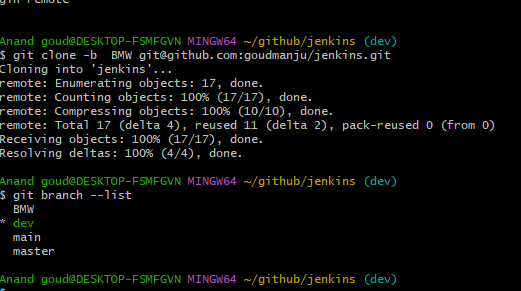 Anand goud@DESKTOP-FSMFGVN MINGW64 ~/github/jenkins (dev)
$ git clone -b  BMW git@github.com:goudmanju/jenkins.git
Cloning into 'jenkins'...
remote: Enumerating objects: 17, done.
remote: Counting objects: 100% (17/17), done.
remote: Compressing objects: 100% (10/10), done.
remote: Total 17 (delta 4), reused 11 (delta 2), pack-reused 0 (from 0)
Receiving objects: 100% (17/17), done.
Resolving deltas: 100% (4/4), done.
Anand goud@DESKTOP-FSMFGVN MINGW64 ~/github/jenkins (dev)
$ git branch --list
  BMW
* dev
  main
  master
Anand goud@DESKTOP-FSMFGVN MINGW64 ~/github/jenkins (dev)